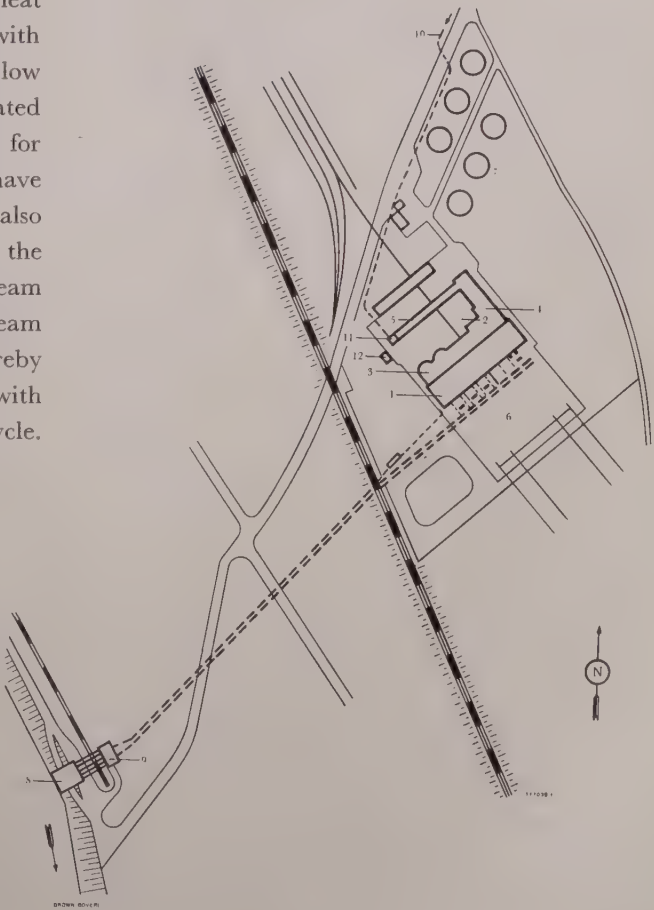 heat
with
low
ated
for
have
also
the
eam
eam
reby
with
ycle.
10
7
4
5
2
11
12
3
1
6
N
8
9
BROWN BOVERI